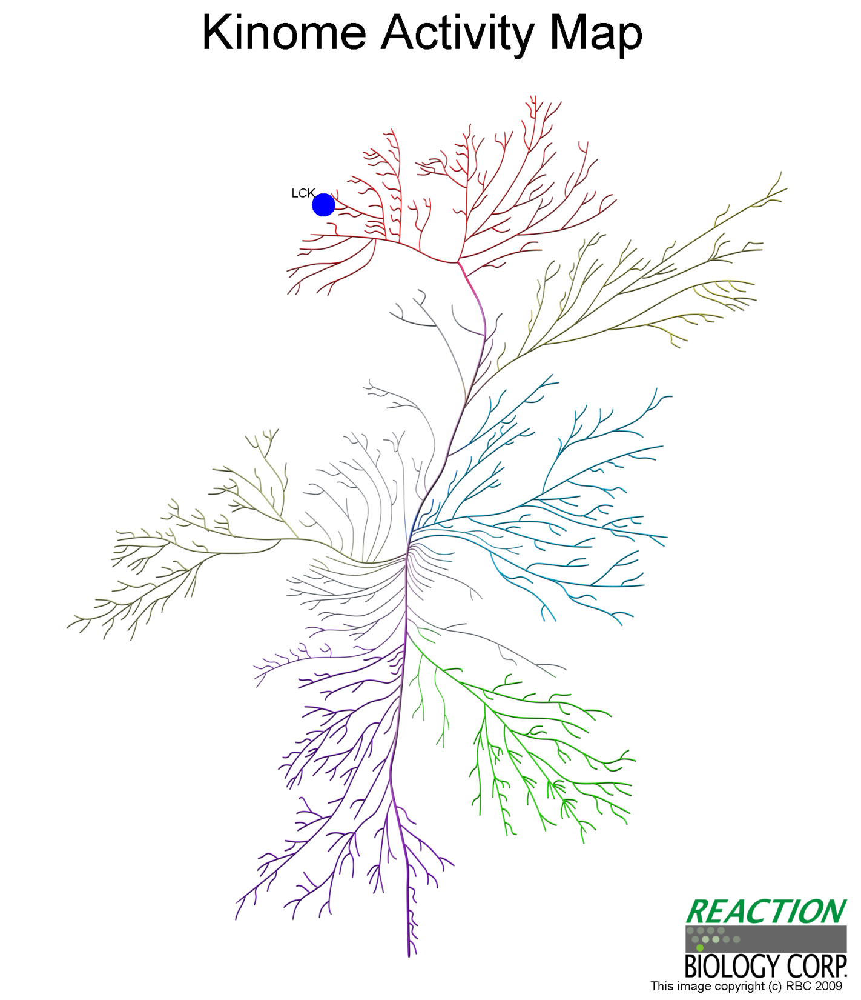 Kinome Activity Map
LCK
REACTION
BIOLOGY CORP.
This image copyright (c) RBC 2009